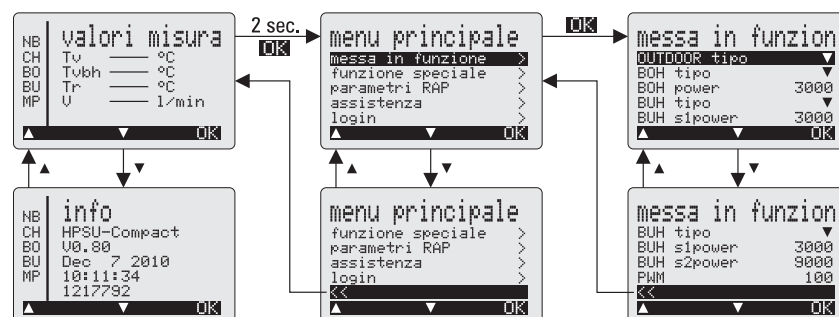 NB
CH
BO
BU
MP
valori misura
Tv —— °C
Tvbh —— °C
Tr —— °C
V —— l/min
▲ ▼ OK
2 sec.
OK
menu principale
messa in funzione >
funzione speciale >
parametri RAP >
assistenza >
login >
▲ ▼ OK
OK
messa in funzion
OUTDOOR tipo ▼
BOH tipo ▼
BOH power 3000
BUH tipo ▼
BUH s1power 3000
▲ ▼ OK
▲ ▼
▲ ▼
▲ ▼
NB
CH
BO
BU
MP
info
HPSU-Compact
V0.80
Dec 7 2010
10:11:34
1217792
▲ ▼ OK
menu principale
funzione speciale >
parametri RAP >
assistenza >
login >
<<
▲ ▼ OK
messa in funzion
BUH tipo ▼
BUH s1power 3000
BUH s2power 9000
PWM 100
<<
▲ ▼ OK